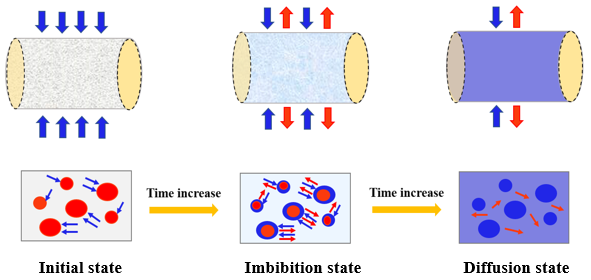 Time increase
Time increase
Initial state
Imbibition state
Diffusion state